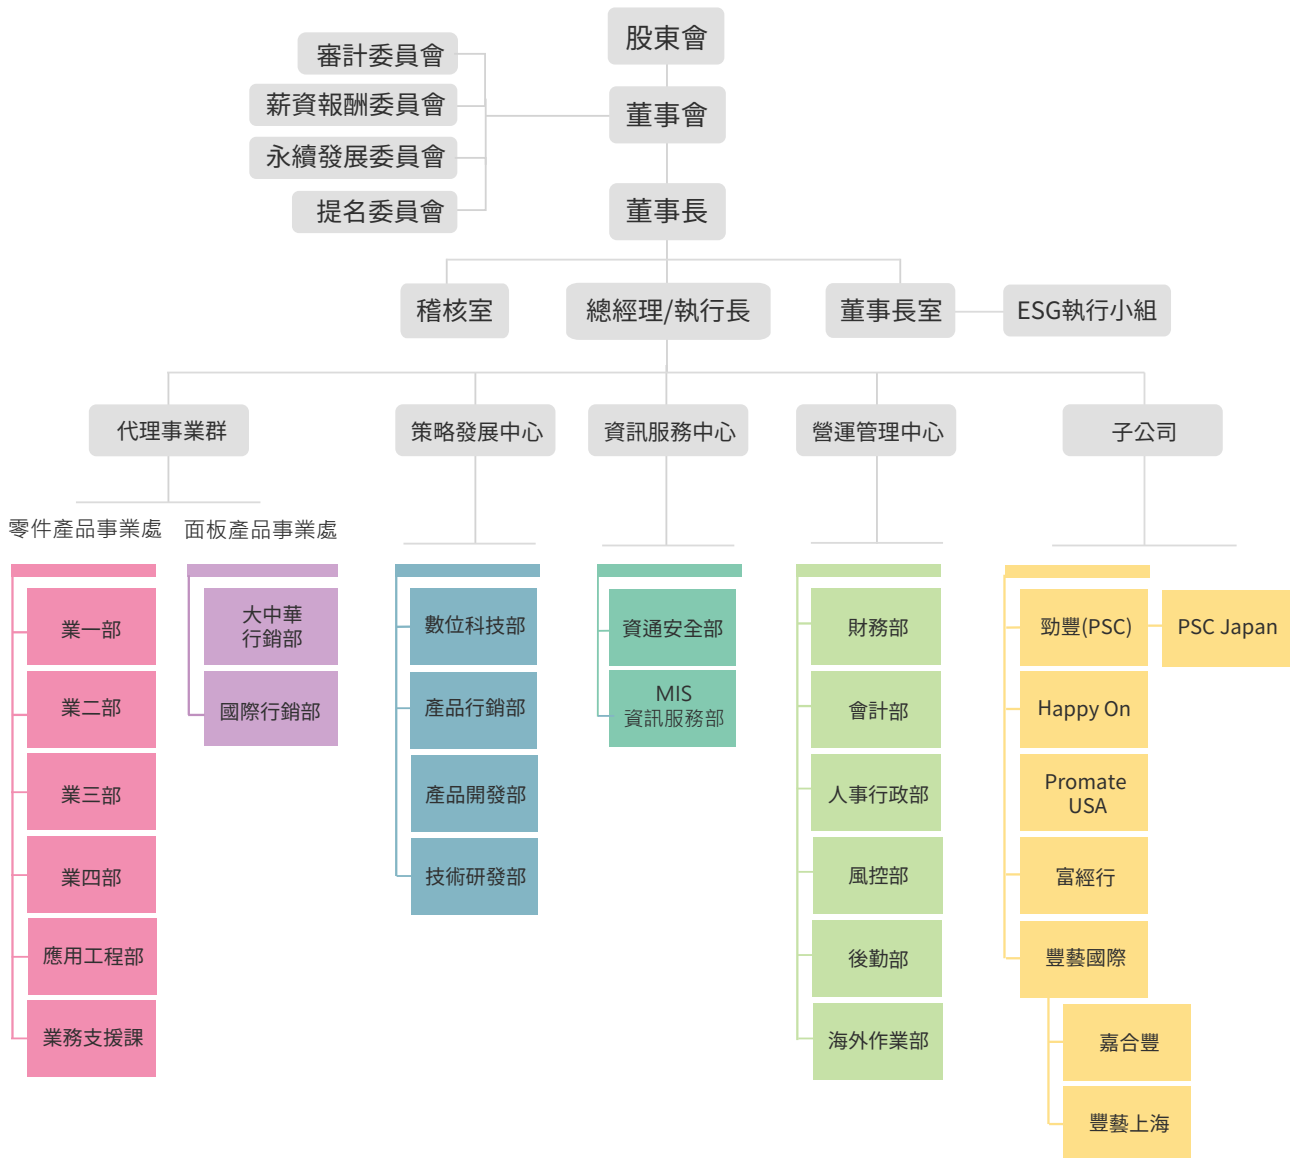 股東會
審計委員會
薪資報酬委員會
董事會
永續發展委員會
提名委員會
董事長
稽核室
總經理/執行長
董事長室
ESG執行小組
代理事業群
策略發展中心
資訊服務中心
營運管理中心
子公司
零件產品事業處
面板產品事業處
業一部
業二部
業三部
業四部
應用工程部
業務支援課
大中華
行銷部
國際行銷部
數位科技部
產品行銷部
產品開發部
技術研發部
資通安全部
MIS
資訊服務部
財務部
會計部
人事行政部
風控部
後勤部
海外作業部
勁豐(PSC)
PSC Japan
Happy On
Promate
USA
富經行
豐藝國際
嘉合豐
豐藝上海